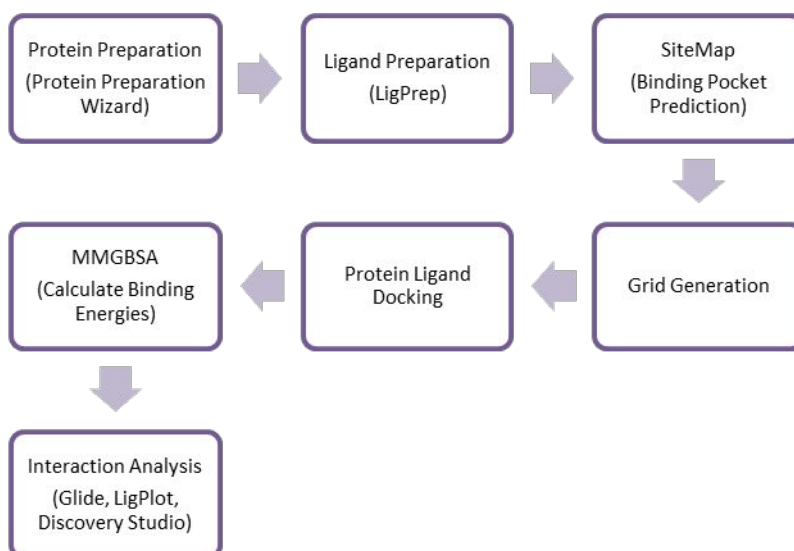 Protein Preparation
(Protein Preparation
Wizard)
Ligand Preparation
(LigPrep)
SiteMap
(Binding Pocket
Prediction)
Grid Generation
Protein Ligand
Docking
MMGBSA
(Calculate Binding
Energies)
Interaction Analysis
(Glide, LigPlot,
Discovery Studio)